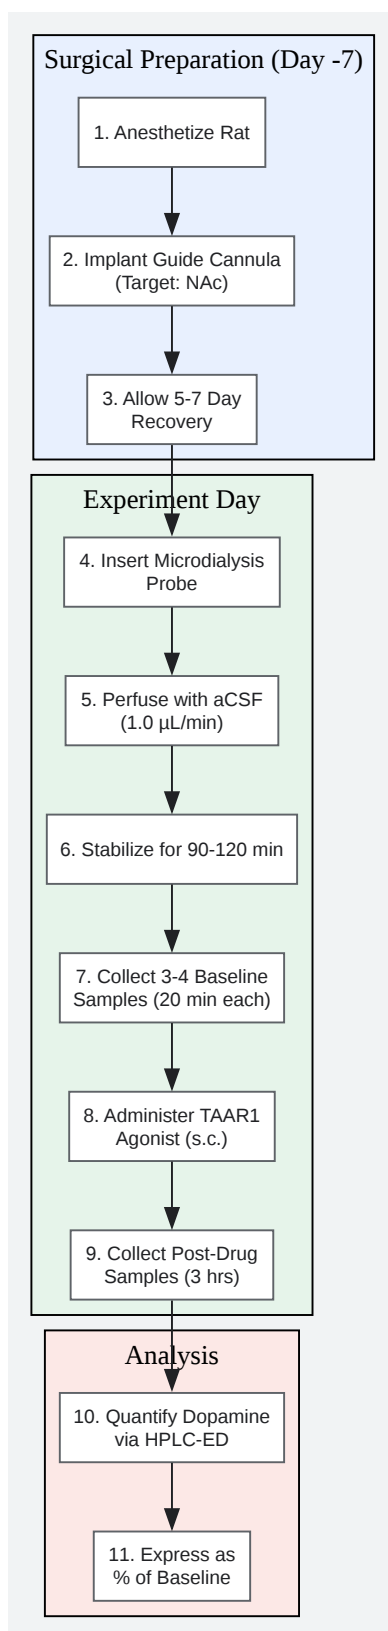 Surgical Preparation (Day -7)
1. Anesthetize Rat
2. Implant Guide Cannula
(Target: NAc)
3. Allow 5-7 Day
Recovery
Experiment Day
4. Insert Microdialysis
Probe
5. Perfuse with aCSF
(1.0 µL/min)
6. Stabilize for 90-120 min
7. Collect 3-4 Baseline
Samples (20 min each)
8. Administer TAAR1
Agonist (s.c.)
9. Collect Post-Drug
Samples (3 hrs)
Analysis
10. Quantify Dopamine
via HPLC-ED
11. Express as
% of Baseline